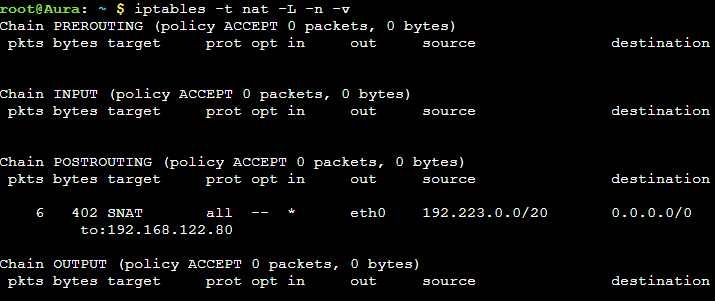 root@Aura: ~ $ iptables -t nat -L -n -v
Chain PREROUTING (policy ACCEPT 0 packets, 0 bytes)
pkts bytes target prot opt in out source destination
Chain INPUT (policy ACCEPT 0 packets, 0 bytes)
pkts bytes target prot opt in out source destination
Chain POSTROUTING (policy ACCEPT 0 packets, 0 bytes)
pkts bytes target prot opt in out source destination
6 402 SNAT all -- * eth0 192.223.0.0/20 0.0.0.0/0
to:192.168.122.80
Chain OUTPUT (policy ACCEPT 0 packets, 0 bytes)
pkts bytes target prot opt in out source destination